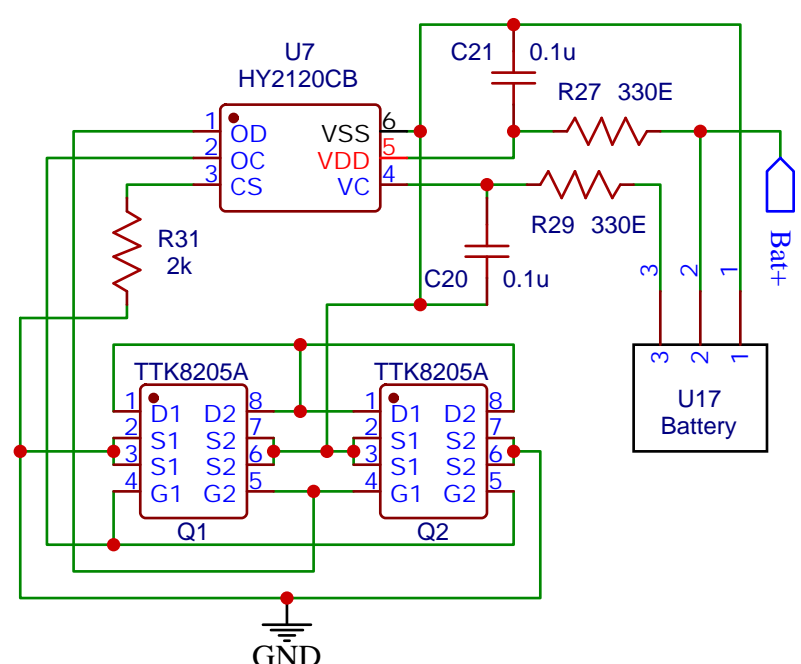 U7
HY2120CB
1 OD VSS 6
2 OC VDD 5
3 CS VC 4
C21 0.1u
R27 330E
R29 330E
C20 0.1u
R31
2k
Bat+
3 2 1
3 2 1
U17
Battery
TTK8205A
1 D1 D2 8
2 S1 S2 7
3 S1 S2 6
4 G1 G2 5
Q1
TTK8205A
1 D1 D2 8
2 S1 S2 7
3 S1 S2 6
4 G1 G2 5
Q2
GND